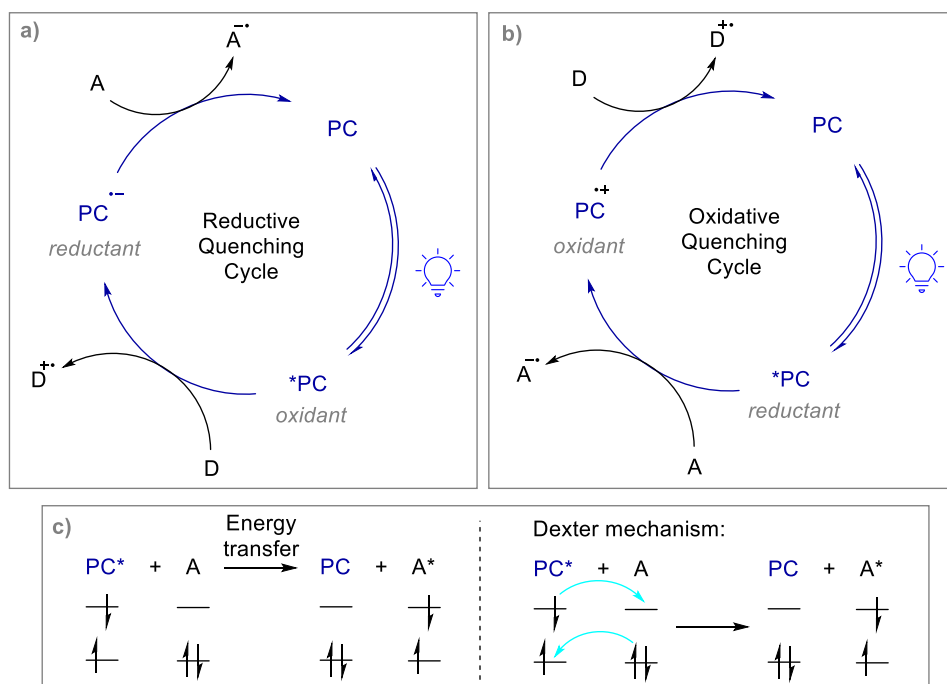 a)
A
A−•
PC
PC•−
reductant
Reductive
Quenching
Cycle
D+•
*PC
oxidant
D
b)
D
D+•
PC
PC•+
oxidant
Oxidative
Quenching
Cycle
A−•
*PC
reductant
A
c)
Energy
transfer
PC* + A
PC + A*
Dexter mechanism:
PC* + A
PC + A*